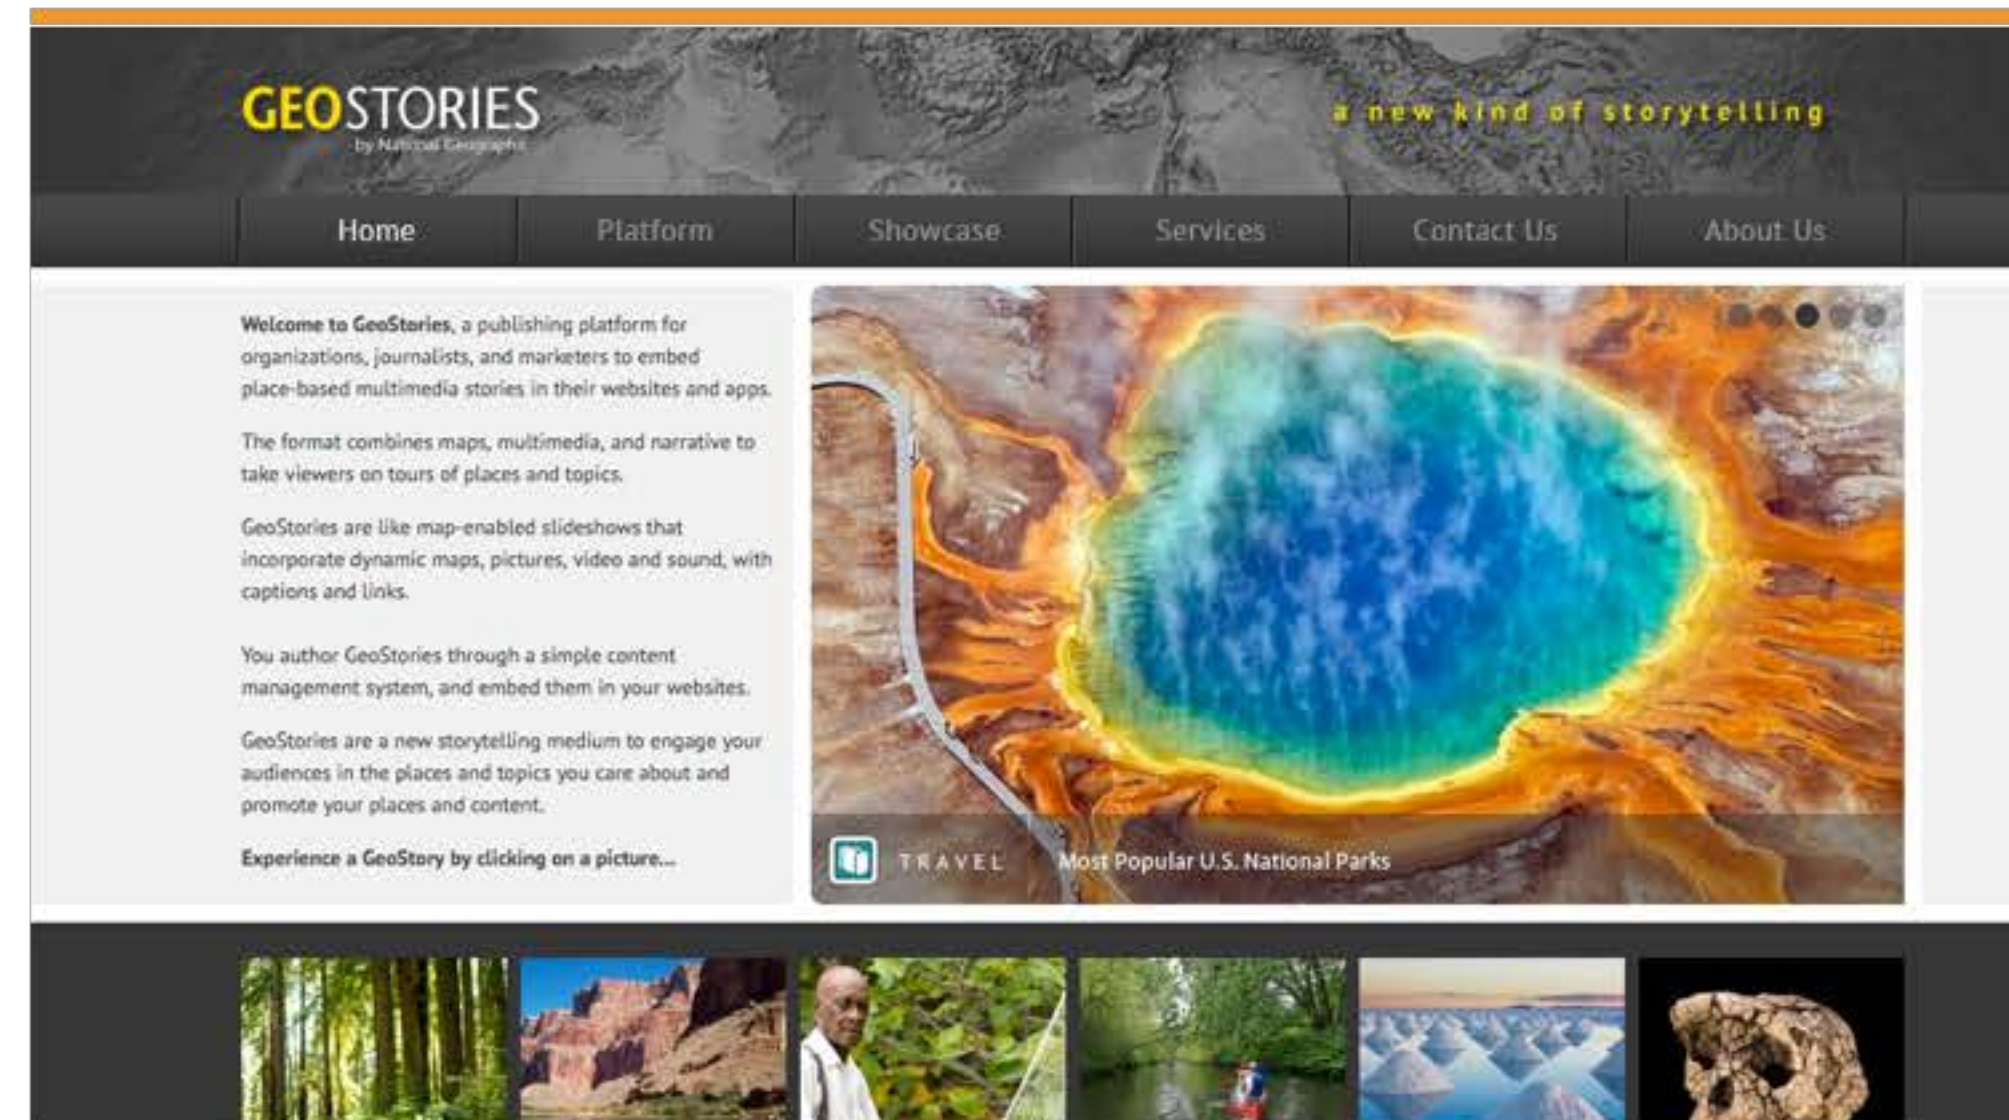 GEOSTORIES
by National Geographic
a new kind of storytelling
Home Platform Showcase Services Contact Us About Us
Welcome to GeoStories, a publishing platform for
organizations, journalists, and marketers to embed
place-based multimedia stories in their websites and apps.
The format combines maps, multimedia, and narrative to
take viewers on tours of places and topics.
GeoStories are like map-enabled slideshows that
incorporate dynamic maps, pictures, video and sound, with
captions and links.
You author GeoStories through a simple content
management system, and embed them in your websites.
GeoStories are a new storytelling medium to engage your
audiences in the places and topics you care about and
promote your places and content.
Experience a GeoStory by clicking on a picture...
TRAVEL Most Popular U.S. National Parks